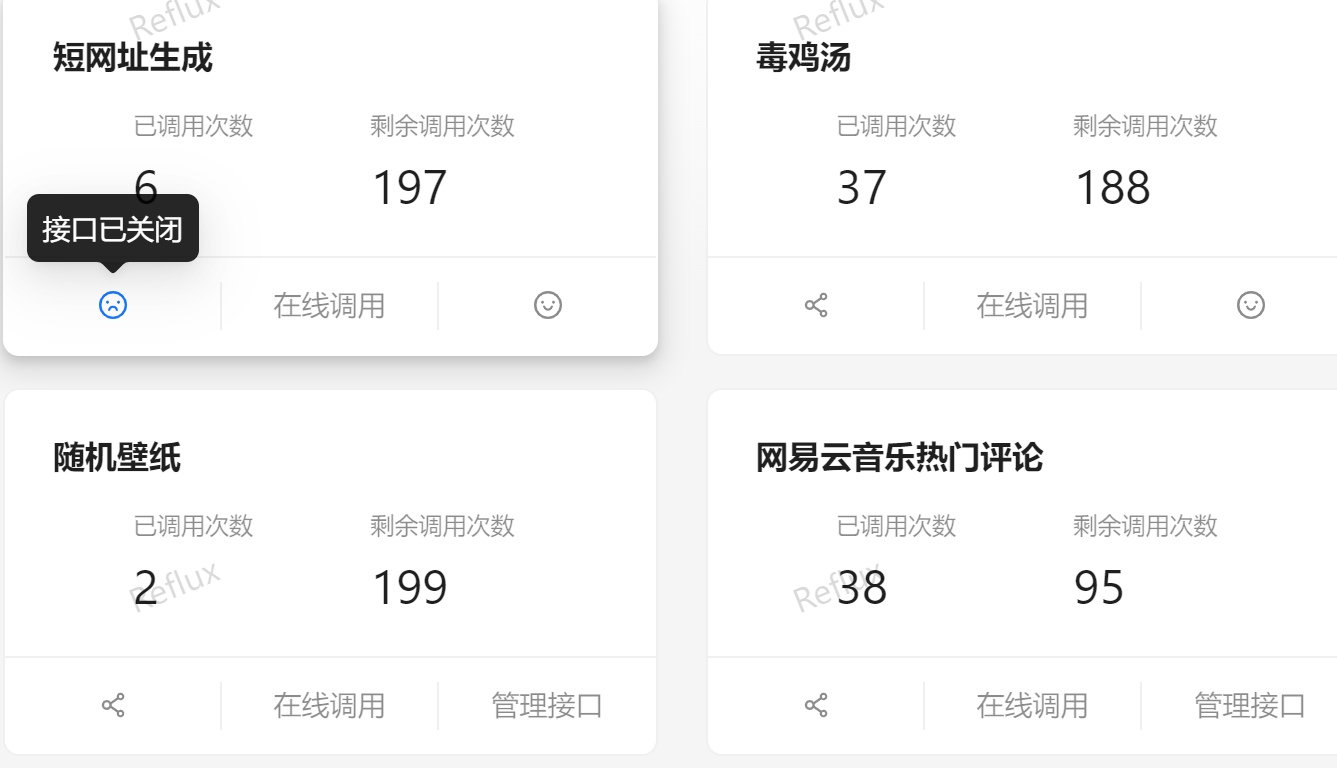 Reflux
短网址生成
已调用次数 剩余调用次数
6 197
接口已关闭
在线调用
Reflux
毒鸡汤
已调用次数 剩余调用次数
37 188
在线调用
随机壁纸
已调用次数 剩余调用次数
2 199
Reflux
在线调用 管理接口
网易云音乐热门评论
已调用次数 剩余调用次数
38 95
Reflux
在线调用 管理接口